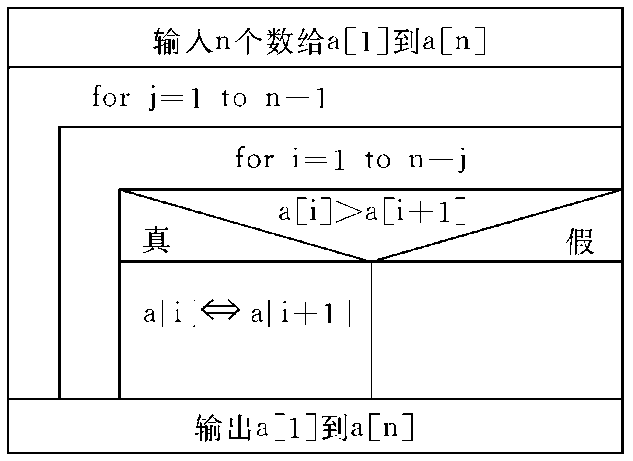 输入n个数给a[1]到a[n]
for j=1 to n-1
for i=1 to n-j
a[i]>a[i+1]
真
假
a[i]⇔a[i+1]
输出a[1]到a[n]